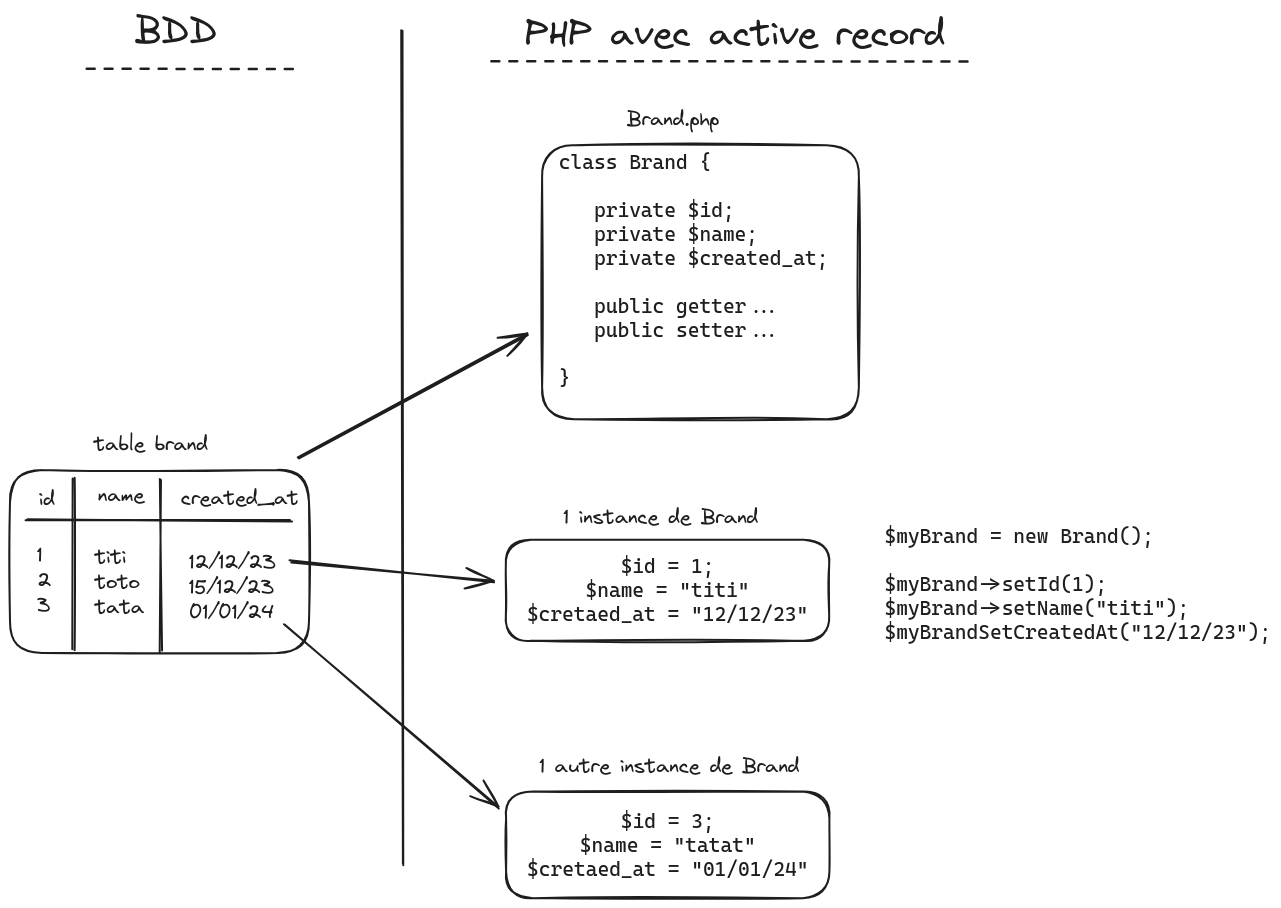 BDD
PHP avec active record
Brand.php
class Brand {
private $id;
private $name;
private $created_at;
public getter...
public setter...
}
table brand
id name created_at
1 titi 12/12/23
2 toto 15/12/23
3 tata 01/01/24
1 instance de Brand
$id = 1;
$name = "titi"
$cretaed_at = "12/12/23"
$myBrand = new Brand();
$myBrand->setId(1);
$myBrand->setName("titi");
$myBrandSetCreatedAt("12/12/23");
1 autre instance de Brand
$id = 3;
$name = "tatat"
$cretaed_at = "01/01/24"